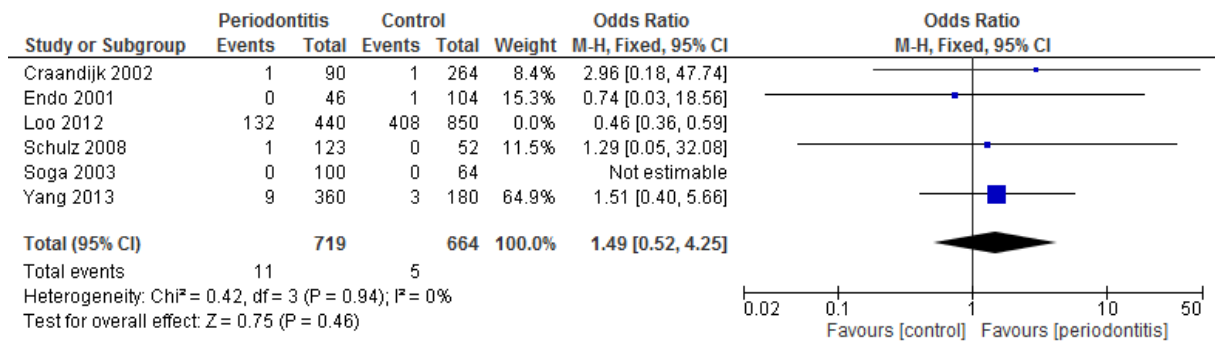 Periodontitis Control Odds Ratio Odds Ratio
Study or Subgroup Events Total Events Total Weight M-H, Fixed, 95% CI M-H, Fixed, 95% CI
Craandijk 2002 1 90 1 264 8.4% 2.96 [0.18, 47.74]
Endo 2001 0 46 1 104 15.3% 0.74 [0.03, 18.56]
Loo 2012 132 440 408 850 0.0% 0.46 [0.36, 0.59]
Schulz 2008 1 123 0 52 11.5% 1.29 [0.05, 32.08]
Soga 2003 0 100 0 64 Not estimable
Yang 2013 9 360 3 180 64.9% 1.51 [0.40, 5.66]
Total (95% CI) 719 664 100.0% 1.49 [0.52, 4.25]
Total events 11 5
Heterogeneity: Chi² = 0.42, df = 3 (P = 0.94); I² = 0%
Test for overall effect: Z = 0.75 (P = 0.46)
0.02 0.1 1 10 50
Favours [control] Favours [periodontitis]